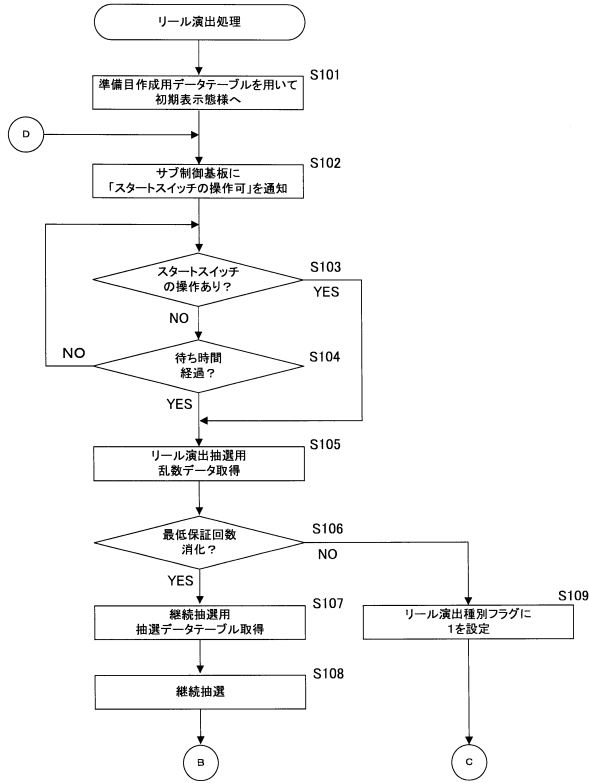 リール演出処理
S101
準備目作成用データテーブルを用いて
初期表示態様へ
D
S102
サブ制御基板に
「スタートスイッチの操作可」を通知
S103
スタートスイッチ
の操作あり？
YES
NO
S104
待ち時間
経過？
NO
YES
S105
リール演出抽選用
乱数データ取得
S106
最低保証回数
消化？
NO
YES
S107
継続抽選用
抽選データテーブル取得
S109
リール演出種別フラグに
1を設定
S108
継続抽選
B
C